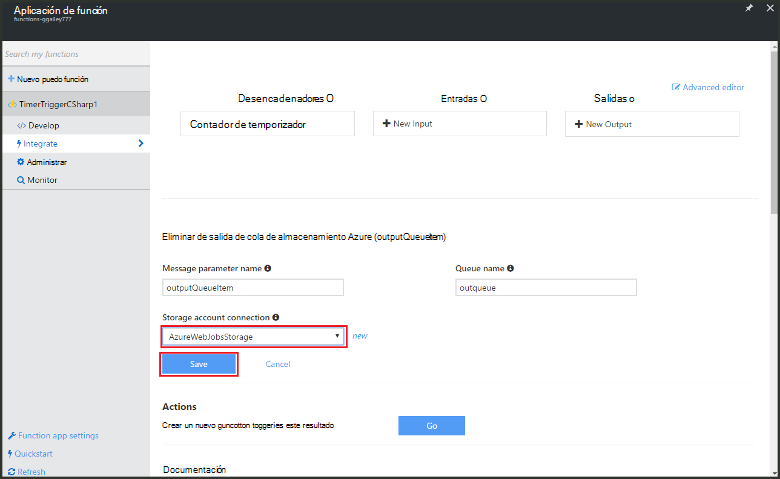 Aplicación de función
functions-ggailey777
Search my functions
Nuevo puedo función
TimerTriggerCSharp1
Develop
Integrate
Administrar
Monitor
Function app settings
Quickstart
Refresh
Advanced editor
Desencadenadores O
Entradas O
Salidas o
Contador de temporizador
New Input
New Output
Eliminar de salida de cola de almacenamiento Azure (outputQueueItem)
Message parameter name
Queue name
outputQueueItem
outqueue
Storage account connection
AzureWebJobsStorage
new
Save
Cancel
Actions
Crear un nuevo guncotton toggeries este resultado
Go
Documentación